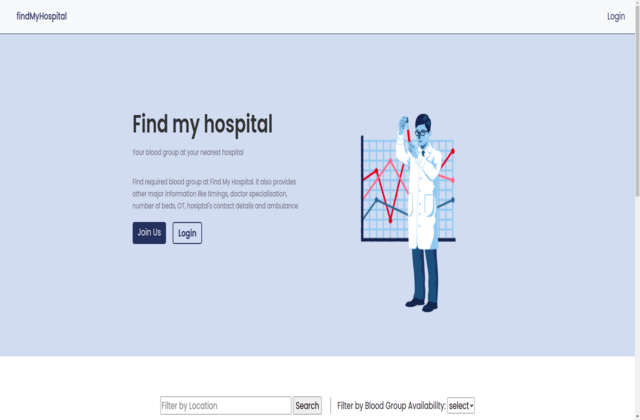 findMyHospital
Login
Find my hospital
Your blood group at your nearest hospital
Find required blood group at Find My Hospital. It also provides
other major information like timings, doctor specialisation,
number of beds, OT, hosiptal's contact details and ambulance
Join Us
Login
Filter by Location
Search
Filter by Blood Group Availability:
select